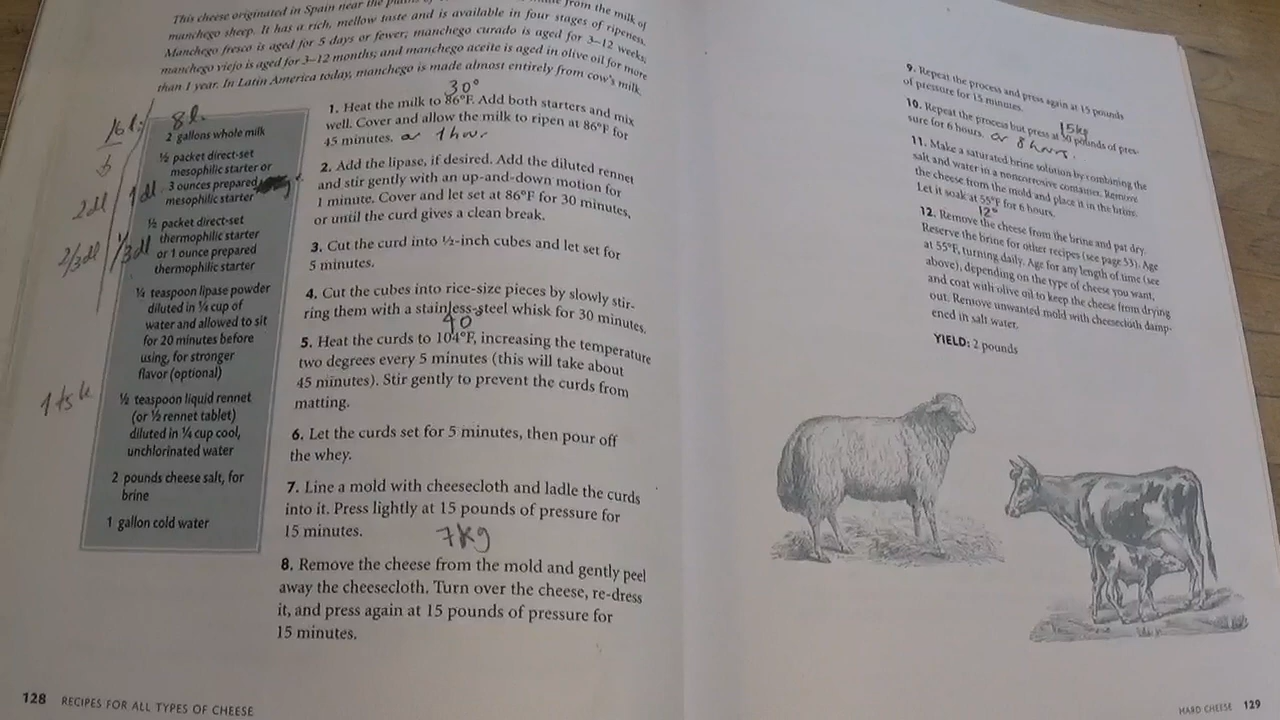 This cheese originated in Spain near the plains of
from the milk of
manchego sheep. It has a rich, mellow taste and is available in four stages of ripeness.
Manchego fresco is aged for 5 days or fewer; manchego curado is aged for 3–12 weeks;
manchego viejo is aged for 3–12 months; and manchego aceite is aged in olive oil for more
than 1 year. In Latin America today, manchego is made almost entirely from cow's milk.
16 l.
8 l.
2 gallons whole milk
½ packet direct-set
mesophilic starter or
2dl
1 dl
3 ounces prepared
mesophilic starter
½ packet direct-set
thermophilic starter
2/3dl
1/3dl
or 1 ounce prepared
thermophilic starter
¼ teaspoon lipase powder
diluted in ¼ cup of
water and allowed to sit
for 20 minutes before
using, for stronger
flavor (optional)
1 tsk
½ teaspoon liquid rennet
(or ½ rennet tablet)
diluted in ¼ cup cool,
unchlorinated water
2 pounds cheese salt, for
brine
1 gallon cold water
30°
1. Heat the milk to 86°F. Add both starters and mix
well. Cover and allow the milk to ripen at 86°F for
45 minutes. or 1 hour
2. Add the lipase, if desired. Add the diluted rennet
and stir gently with an up-and-down motion for
1 minute. Cover and let set at 86°F for 30 minutes,
or until the curd gives a clean break.
3. Cut the curd into ½-inch cubes and let set for
5 minutes.
4. Cut the cubes into rice-size pieces by slowly stir-
ring them with a stainless-steel whisk for 30 minutes.
40
5. Heat the curds to 104°F, increasing the temperature
two degrees every 5 minutes (this will take about
45 minutes). Stir gently to prevent the curds from
matting.
6. Let the curds set for 5 minutes, then pour off
the whey.
7. Line a mold with cheesecloth and ladle the curds
into it. Press lightly at 15 pounds of pressure for
15 minutes.
7kg
8. Remove the cheese from the mold and gently peel
away the cheesecloth. Turn over the cheese, re-dress
it, and press again at 15 pounds of pressure for
15 minutes.
128 RECIPES FOR ALL TYPES OF CHEESE
9. Repeat the process and press again at 15 pounds
of pressure for 15 minutes.
15kg
10. Repeat the process but press at 30 pounds of pres-
sure for 6 hours. or 8 hours.
11. Make a saturated brine solution by combining the
salt and water in a noncorrosive container. Remove
the cheese from the mold and place it in the brine.
Let it soak at 55°F for 6 hours.
12°
12. Remove the cheese from the brine and pat dry.
Reserve the brine for other recipes (see page 53). Age
at 55°F, turning daily. Age for any length of time (see
above), depending on the type of cheese you want,
and coat with olive oil to keep the cheese from drying
out. Remove unwanted mold with cheesecloth damp-
ened in salt water.
YIELD: 2 pounds
HARD CHEESE 129